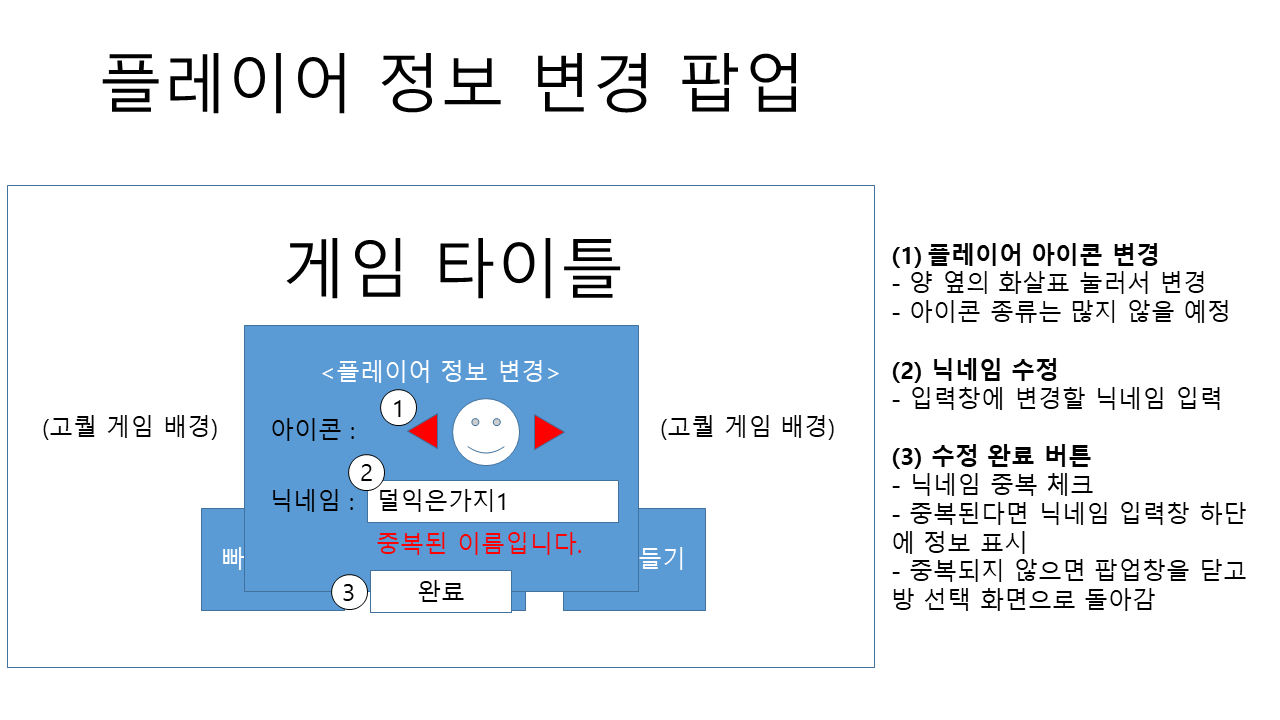 플레이어 정보 변경 팝업
게임 타이틀
<플레이어 정보 변경>
1
아이콘 :
(고퀄 게임 배경)
(고퀄 게임 배경)
2
닉네임 :
덜익은가지1
중복된 이름입니다.
빠
들기
3
완료
(1) 플레이어 아이콘 변경
- 양 옆의 화살표 눌러서 변경
- 아이콘 종류는 많지 않을 예정
(2) 닉네임 수정
- 입력창에 변경할 닉네임 입력
(3) 수정 완료 버튼
- 닉네임 중복 체크
- 중복된다면 닉네임 입력창 하단
에 정보 표시
- 중복되지 않으면 팝업창을 닫고
방 선택 화면으로 돌아감